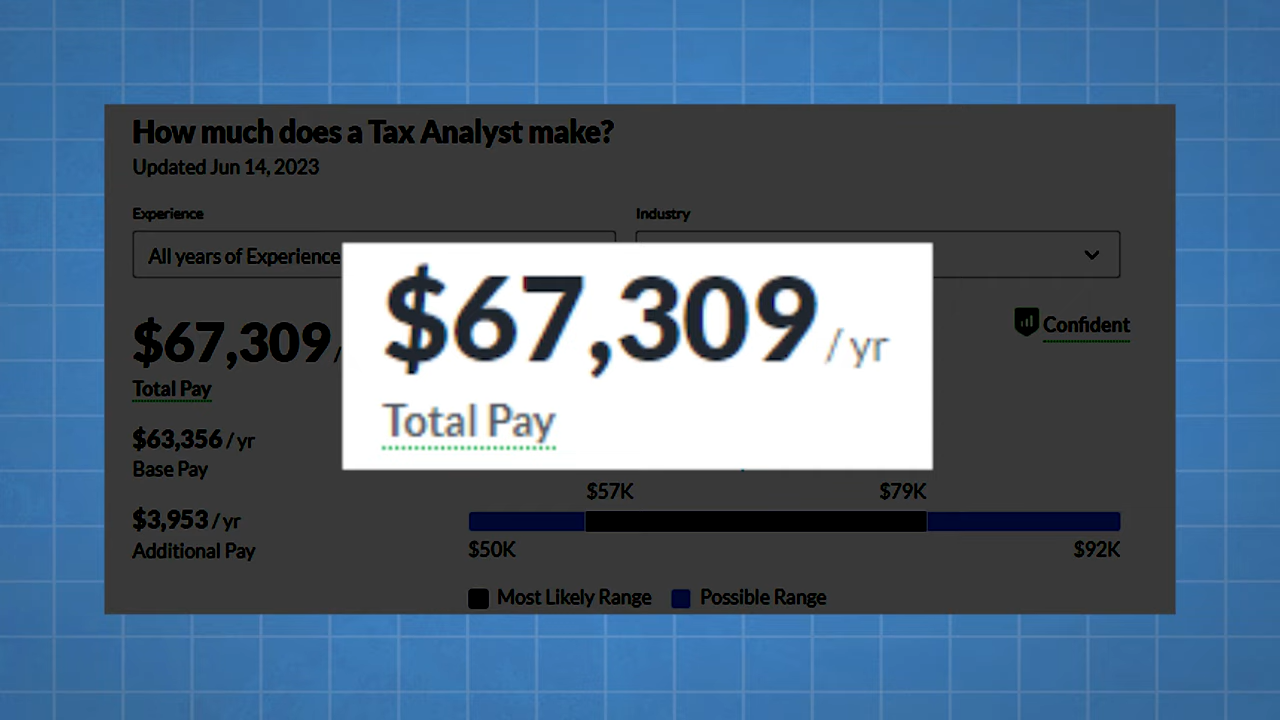 How much does a Tax Analyst make?
Updated Jun 14, 2023
Experience
Industry
All years of Experience
$67,309 /
Total Pay
$67,309 / yr
Total Pay
Confident
$63,356 / yr
Base Pay
$3,953 / yr
Additional Pay
$57K
$79K
$50K
$92K
Most Likely Range
Possible Range